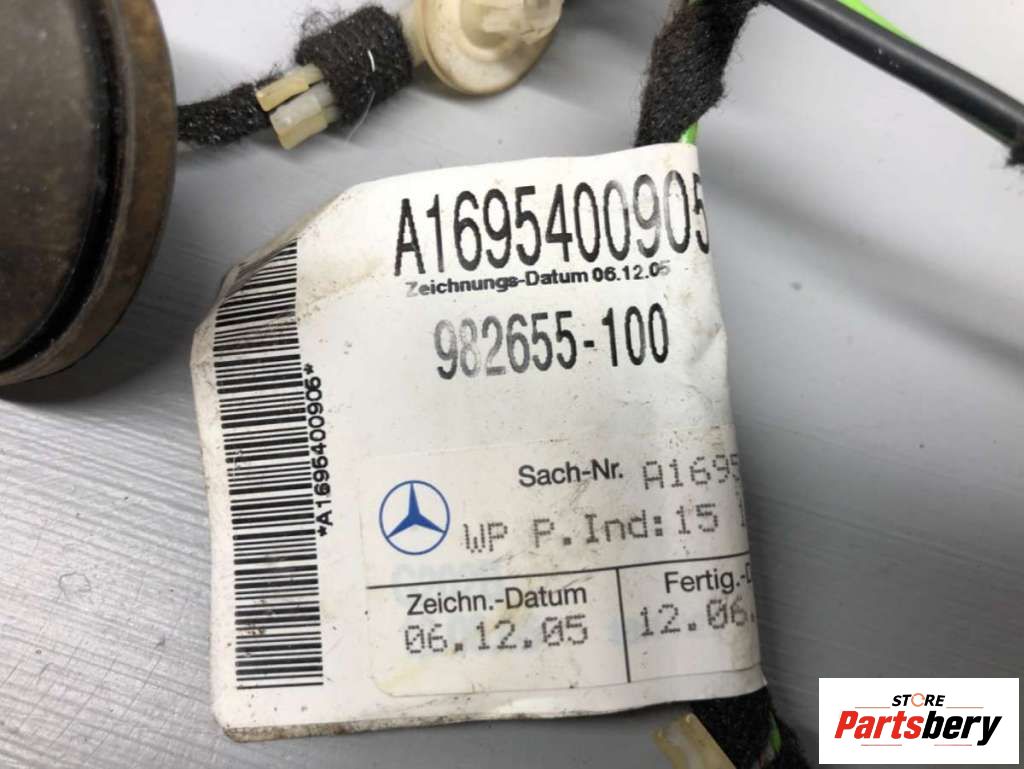 A1695400905
Zeichnungs-Datum 06.12.05
982655-100
*A1695400905*
Sach-Nr. A1695
WP P.Ind:15
Zeichn.-Datum
06.12.05
Fertig.-D
12.06.
STORE
Partsbery